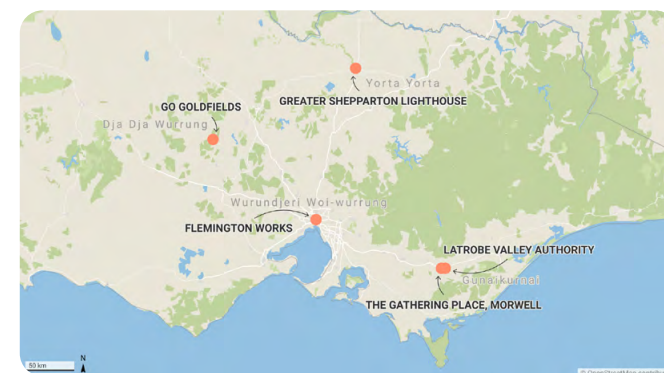 Yorta Yorta
GREATER SHEPPARTON LIGHTHOUSE
GO GOLDFIELDS
Dja Dja Wurrung
Wurundjeri Woi-wurrung
FLEMINGTON WORKS
LATROBE VALLEY AUTHORITY
Gunaikurnai
THE GATHERING PLACE, MORWELL
N
50 km
© OpenStreetMap